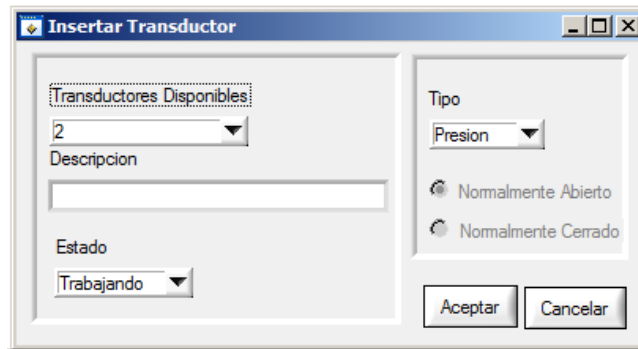 Insertar Transductor
Transductores Disponibles
2
Descripcion
Estado
Trabajando
Tipo
Presion
Normalmente Abierto
Normalmente Cerrado
Aceptar
Cancelar